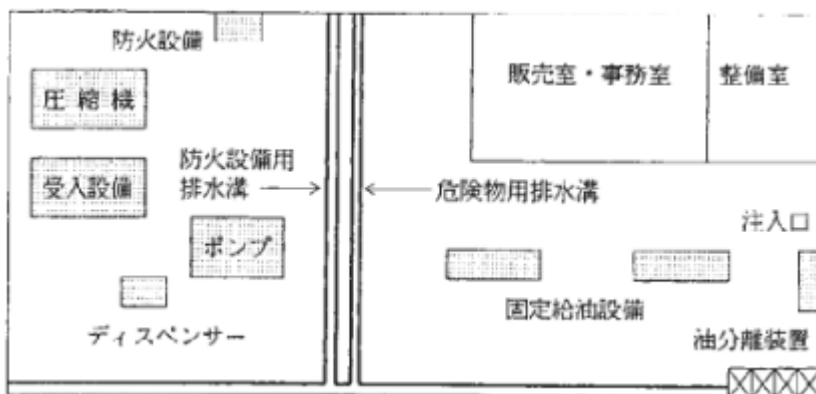 防火設備
圧縮機
販売室・事務室
整備室
防火設備用
排水溝
受入設備
危険物用排水溝
注入口
ポンプ
固定給油設備
ディスペンサー
油分離装置